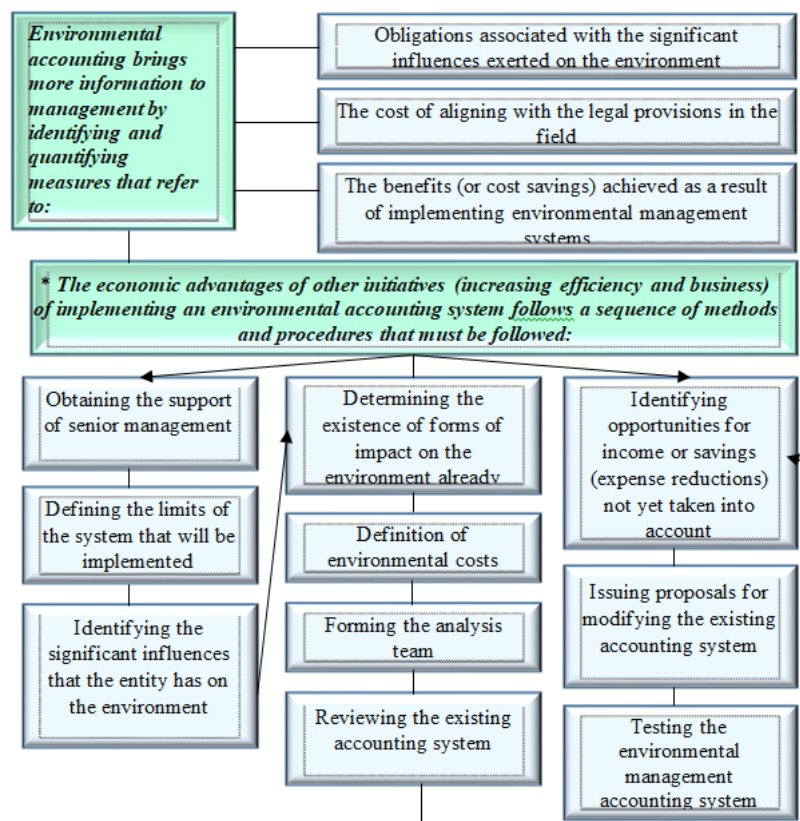 Environmental
accounting brings
more information to
management by
identifying and
quantifying
measures that refer
to:
Obligations associated with the significant
influences exerted on the environment
The cost of aligning with the legal provisions in the
field
The benefits (or cost savings) achieved as a result
of implementing environmental management
systems
* The economic advantages of other initiatives (increasing efficiency and business)
of implementing an environmental accounting system follows a sequence of methods
and procedures that must be followed:
Obtaining the support
of senior management
Defining the limits of
the system that will be
implemented
Identifying the
significant influences
that the entity has on
the environment
Determining the
existence of forms of
impact on the
environment already
Definition of
environmental costs
Forming the analysis
team
Reviewing the existing
accounting system
Identifying
opportunities for
income or savings
(expense reductions)
not yet taken into
account
Issuing proposals for
modifying the existing
accounting system
Testing the
environmental
management
accounting system